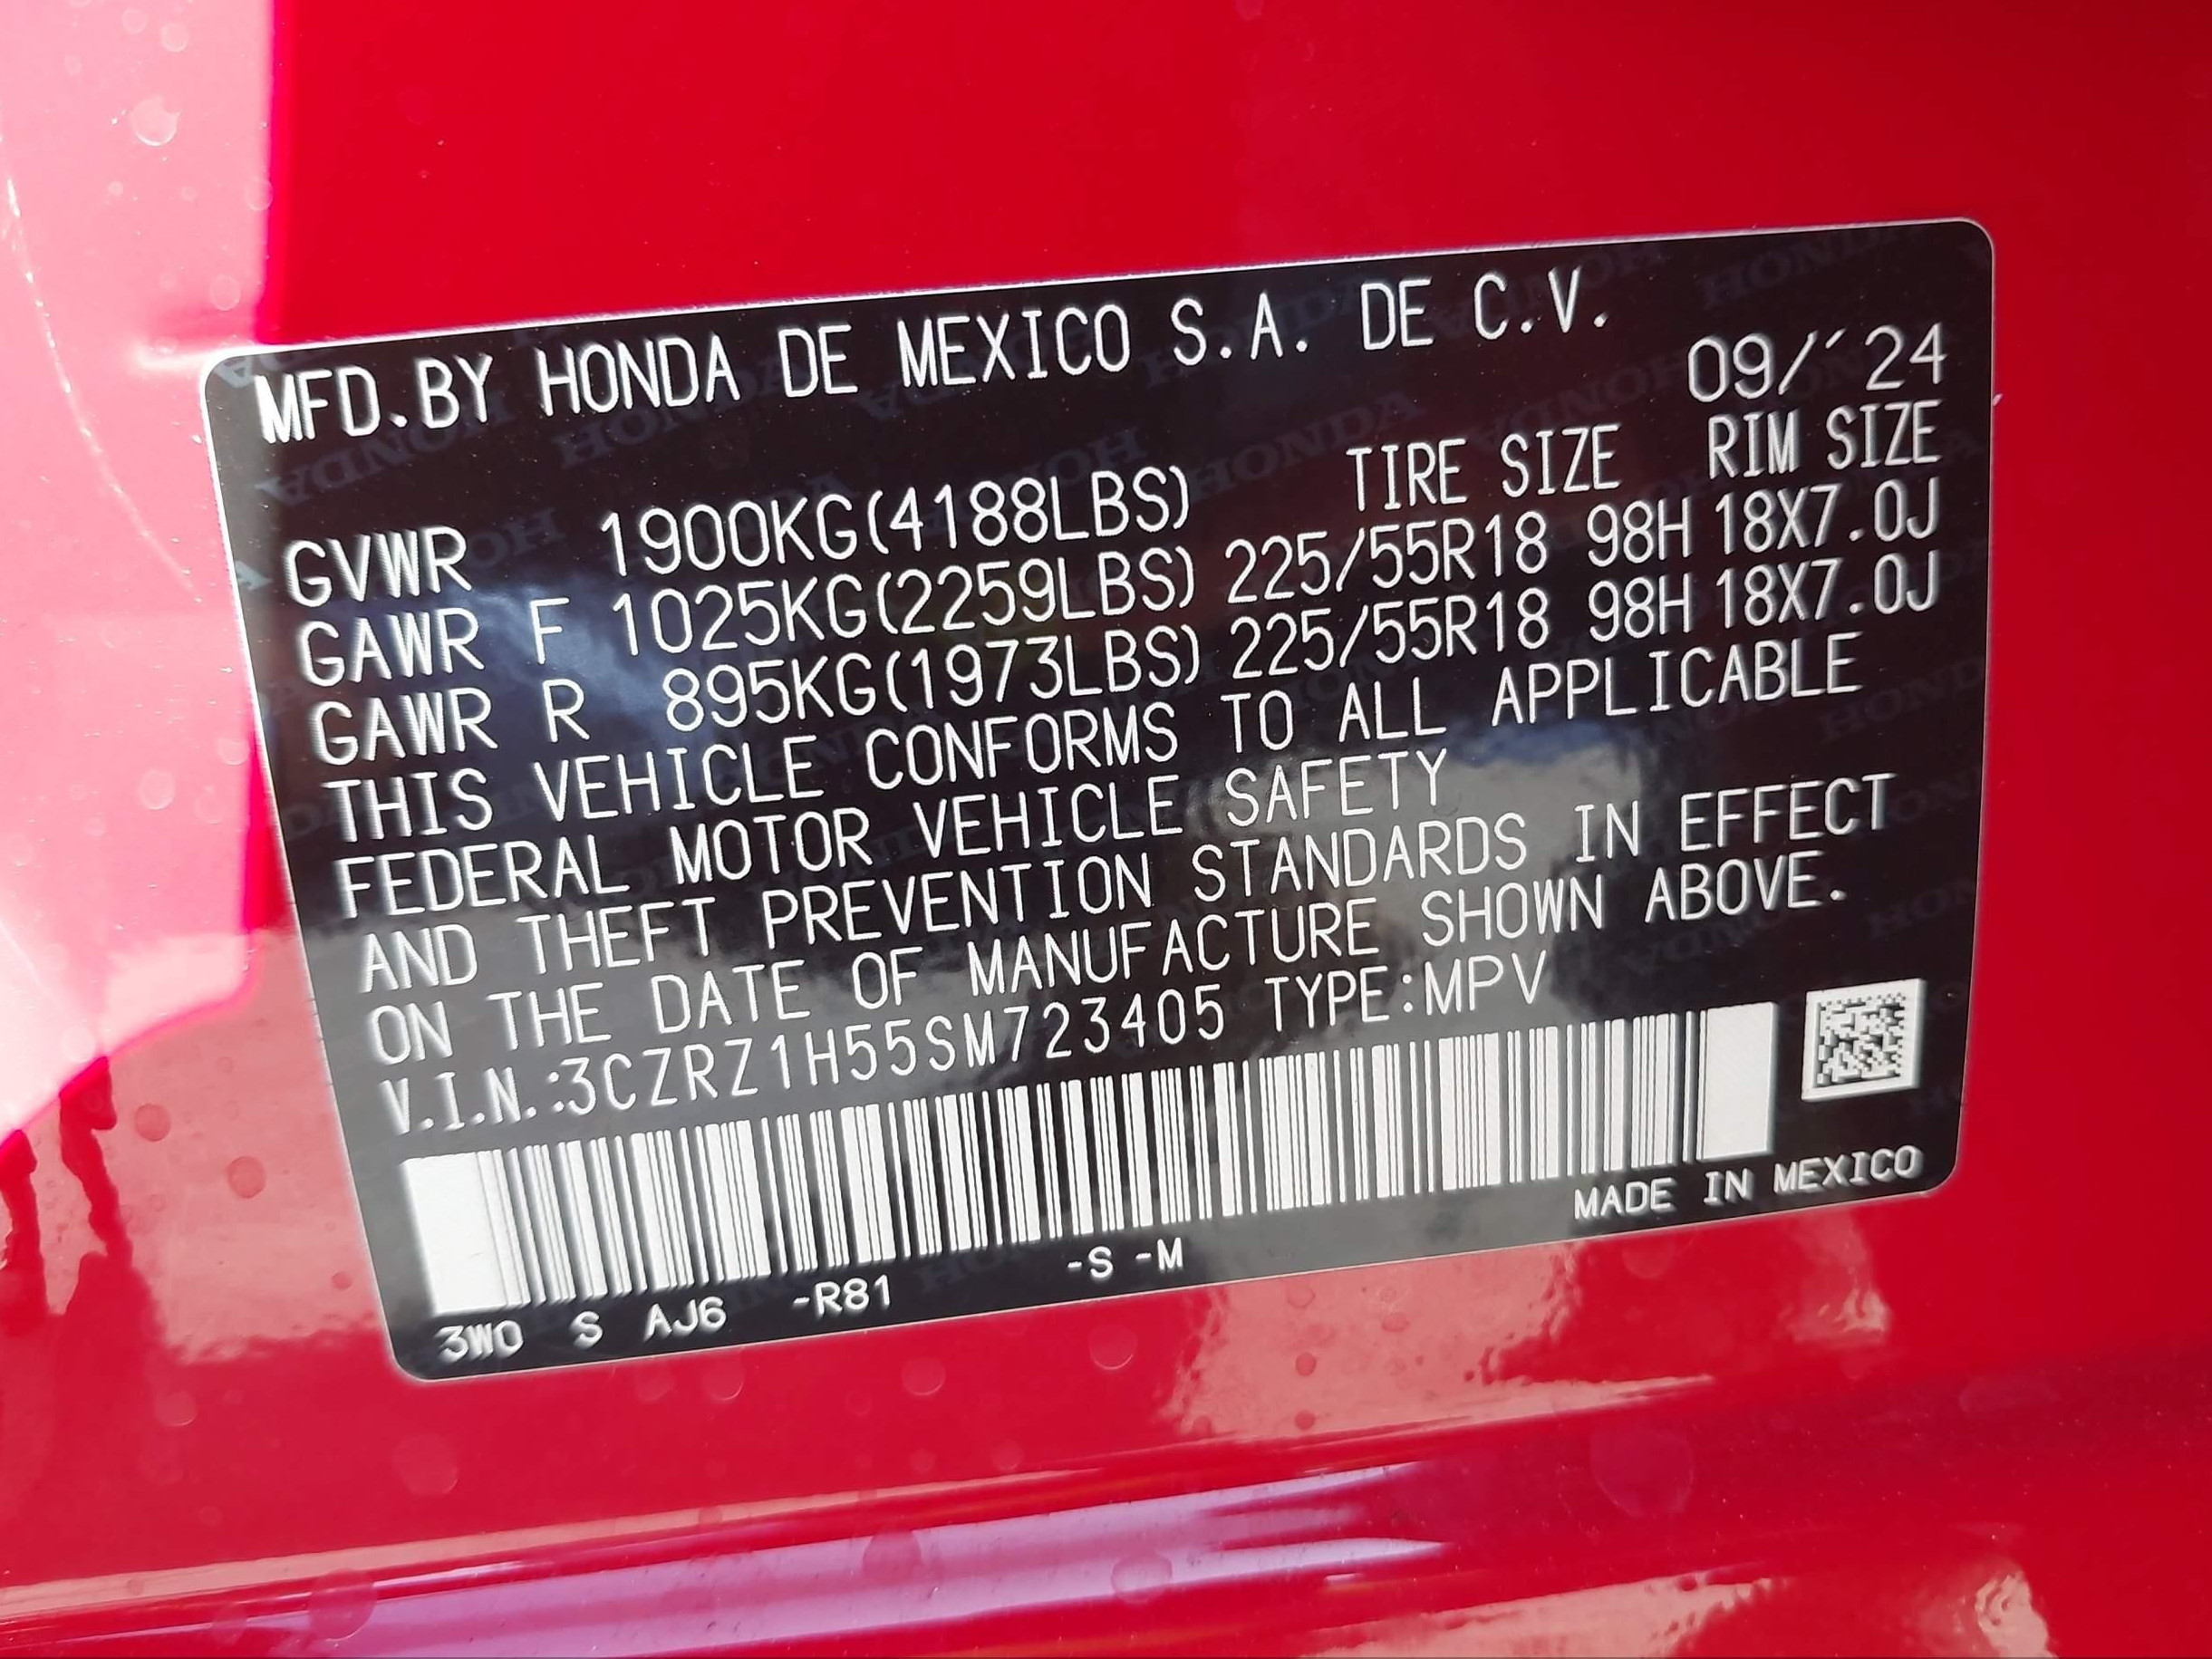 MFD.BY HONDA DE MEXICO S.A. DE C.V.
09/´24
TIRE SIZE RIM SIZE
GVWR 1900KG(4188LBS)
GAWR F 1025KG(2259LBS) 225/55R18 98H 18X7.0J
GAWR R 895KG(1973LBS) 225/55R18 98H 18X7.0J
THIS VEHICLE CONFORMS TO ALL APPLICABLE
FEDERAL MOTOR VEHICLE SAFETY
AND THEFT PREVENTION STANDARDS IN EFFECT
ON THE DATE OF MANUFACTURE SHOWN ABOVE.
V.I.N.:3CZRZ1H55SM723405 TYPE:MPV
MADE IN MEXICO
3W0 S AJ6 -R81 -S -M